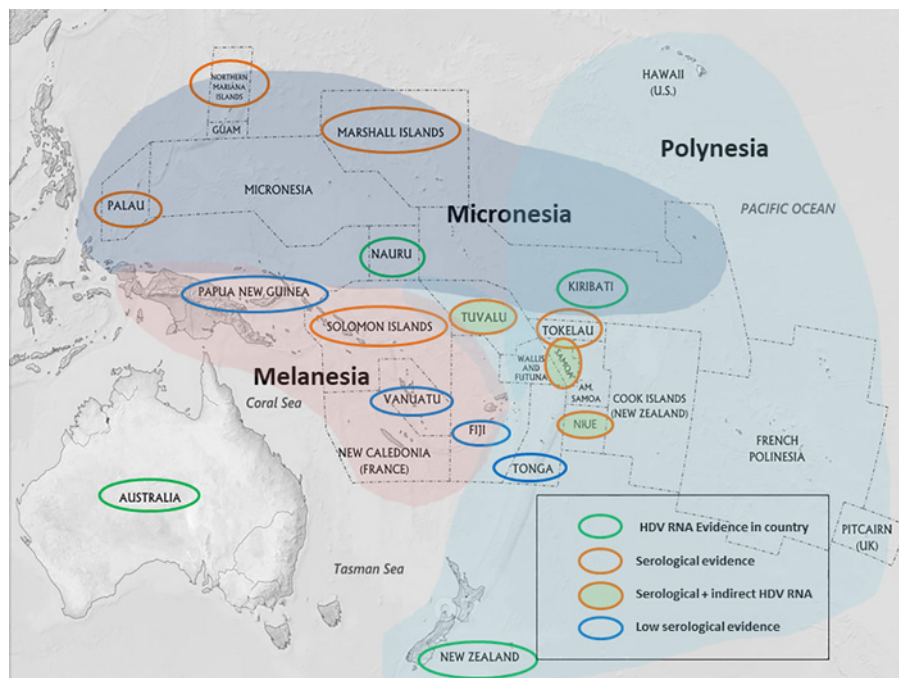 HAWAII
(U.S.)
NORTHERN
MARIANA
ISLANDS
GUAM
MARSHALL ISLANDS
Polynesia
MICRONESIA
PALAU
Micronesia
PACIFIC OCEAN
NAURU
KIRIBATI
PAPUA NEW GUINEA
TUVALU
SOLOMON ISLANDS
TOKELAU
WALLIS
AND
FUTUNA
SAMOA
Melanesia
Coral Sea
VANUATU
AM.
SAMOA
COOK ISLANDS
(NEW ZEALAND)
FIJI
NIUE
NEW CALEDONIA
(FRANCE)
FRENCH
POLINESIA
TONGA
AUSTRALIA
PITCAIRN
(UK)
Tasman Sea
HDV RNA Evidence in country
Serological evidence
Serological + indirect HDV RNA
Low serological evidence
NEW ZEALAND